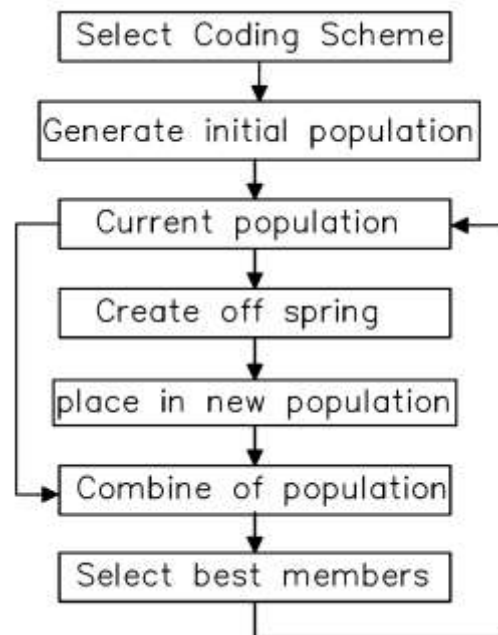 Select Coding Scheme
Generate initial population
Current population
Create off spring
place in new population
Combine of population
Select best members